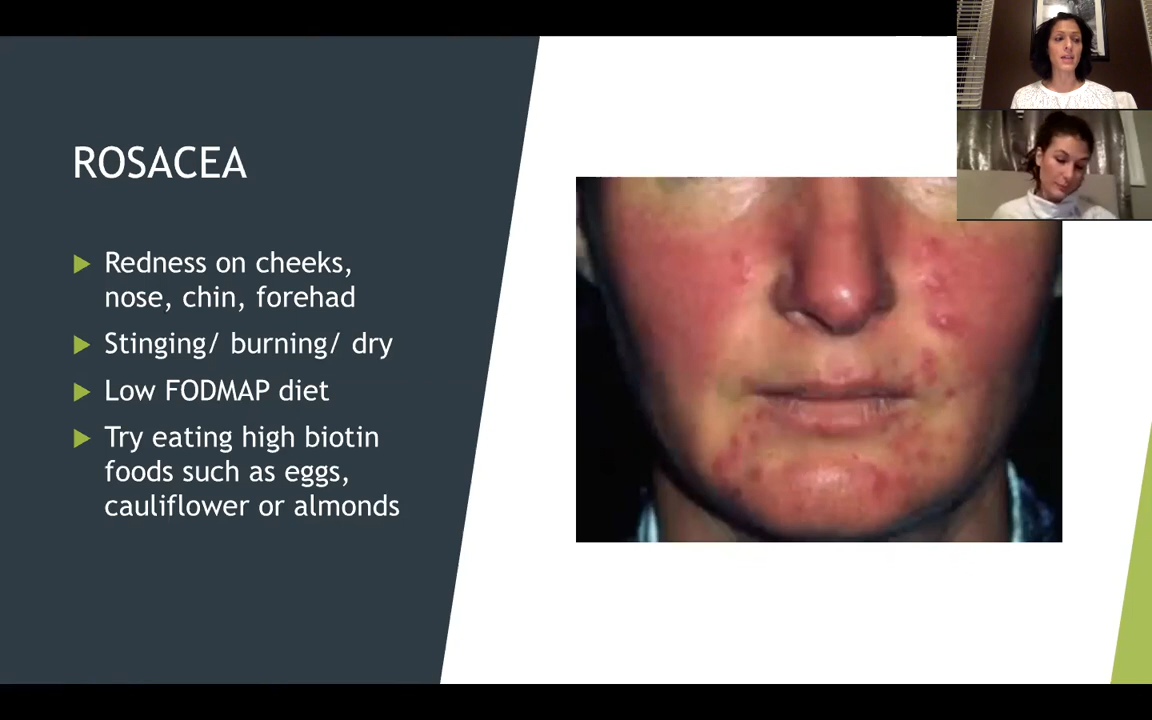 ROSACEA
Redness on cheeks,
nose, chin, forehad
Stinging/ burning/ dry
Low FODMAP diet
Try eating high biotin
foods such as eggs,
cauliflower or almonds